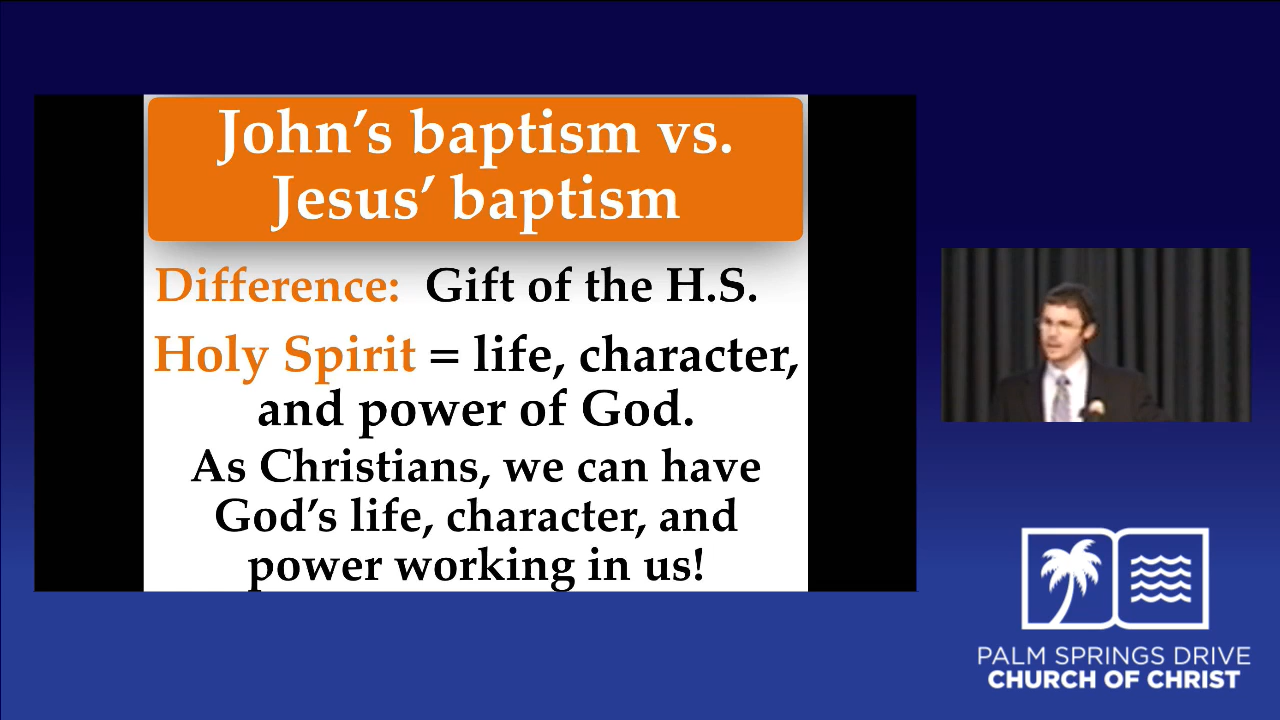 John’s baptism vs.
Jesus’ baptism
Difference: Gift of the H.S.
Holy Spirit = life, character,
and power of God.
As Christians, we can have
God’s life, character, and
power working in us!
PALM SPRINGS DRIVE
CHURCH OF CHRIST